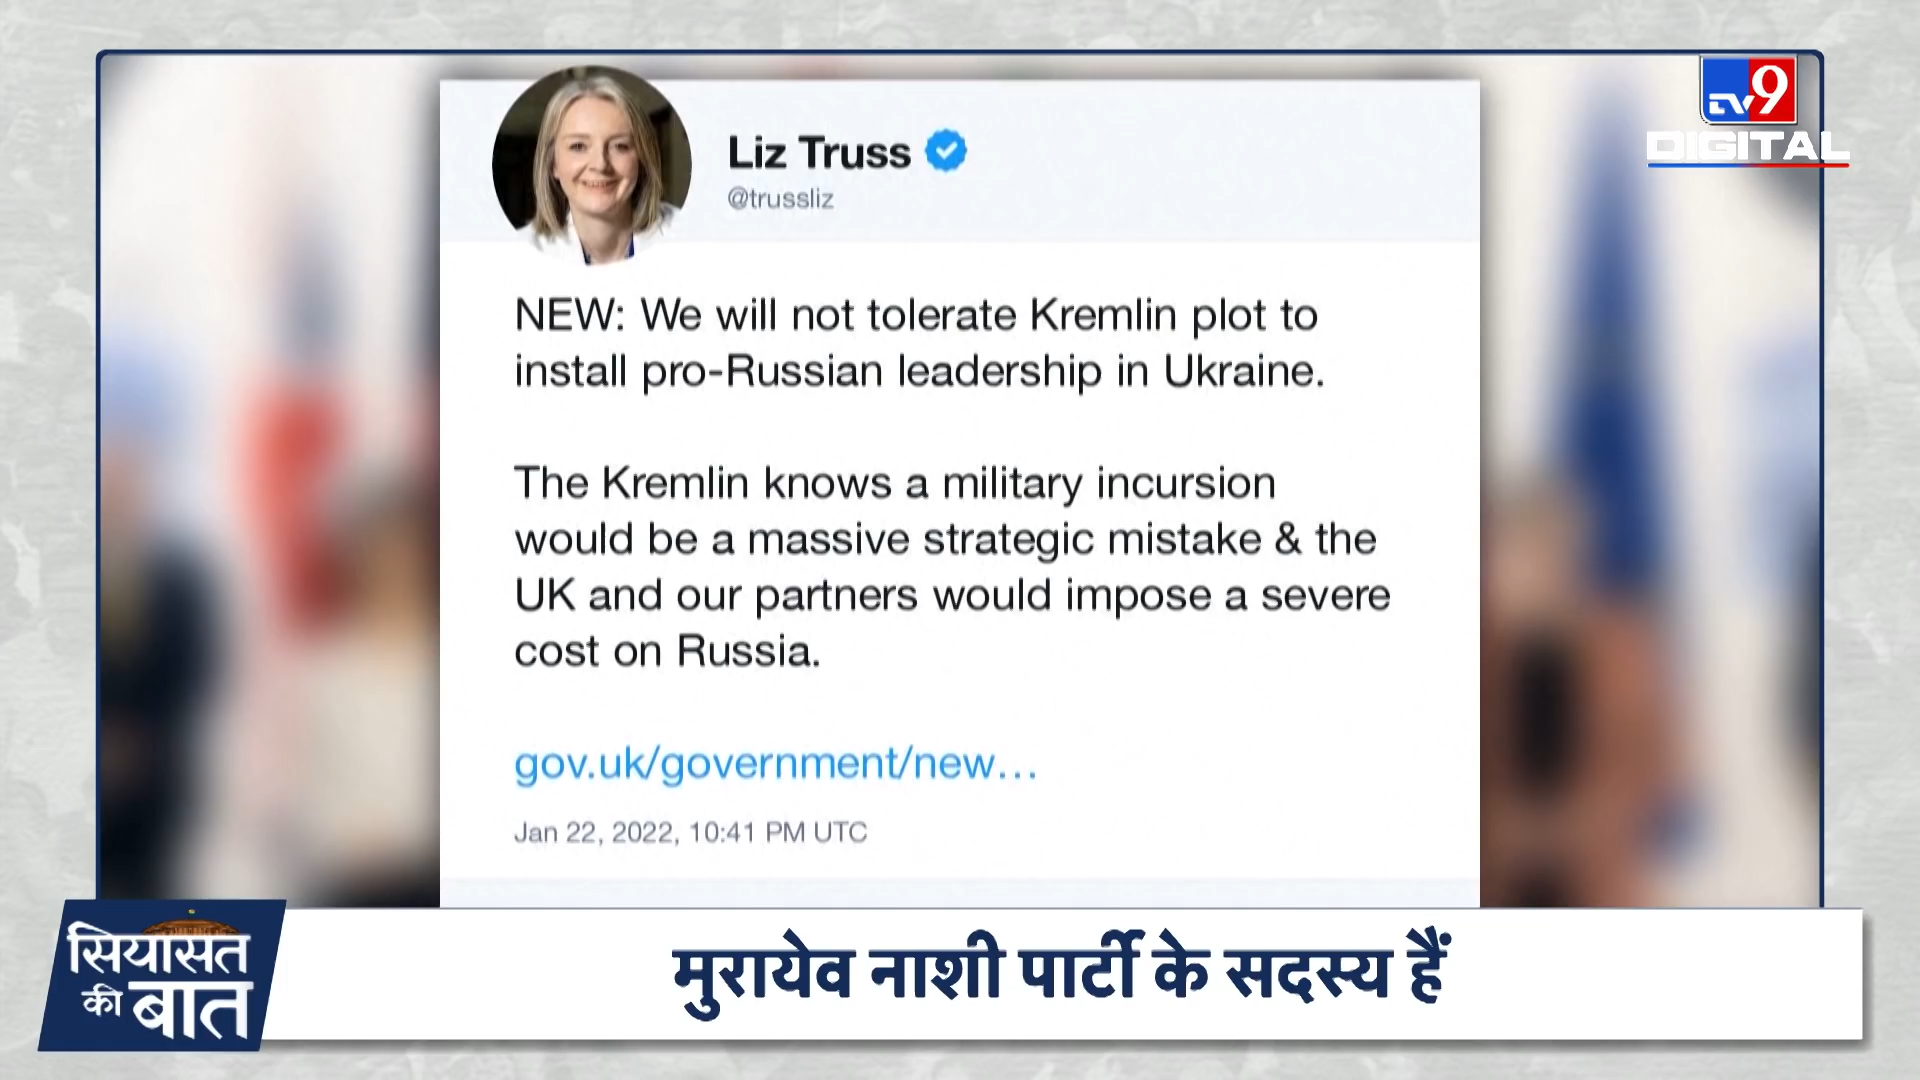 TV9
DIGITAL
Liz Truss
@trussliz
NEW: We will not tolerate Kremlin plot to
install pro-Russian leadership in Ukraine.
The Kremlin knows a military incursion
would be a massive strategic mistake & the
UK and our partners would impose a severe
cost on Russia.
gov.uk/government/new...
Jan 22, 2022, 10:41 PM UTC
सियासत
की बात
मुरायेव नाशी पार्टी के सदस्य हैं